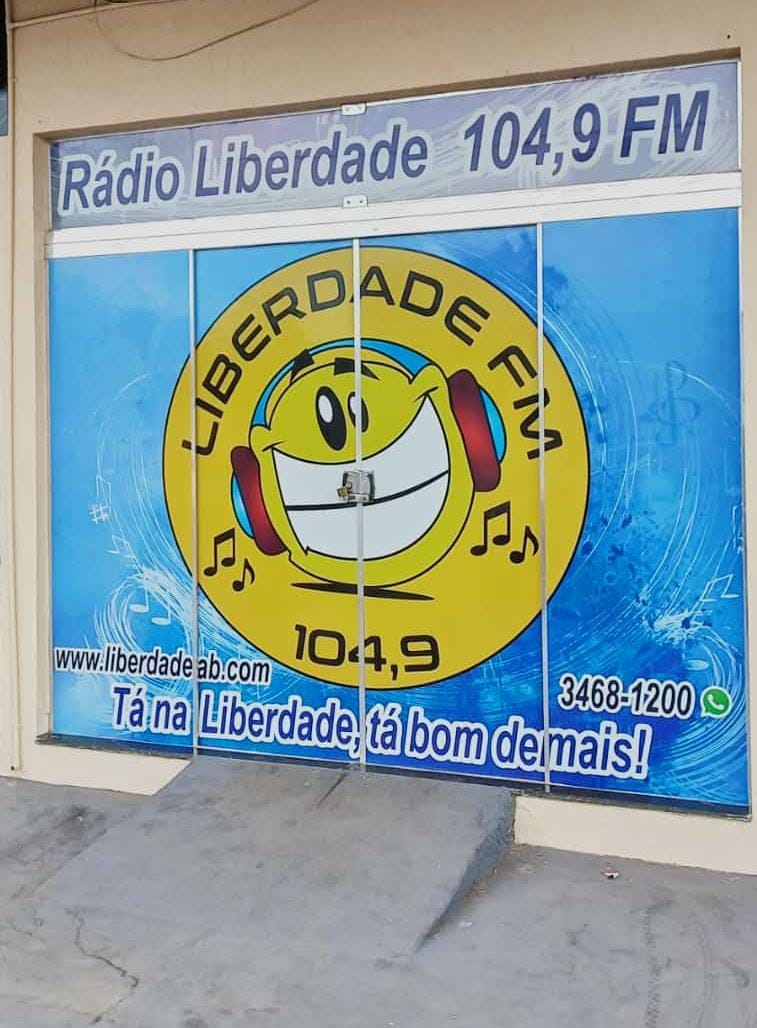 Rádio Liberdade 104,9 FM
LIBERDADE FM
104,9
www.liberdadeab.com
3468-1200
Tá na Liberdade, tá bom demais!